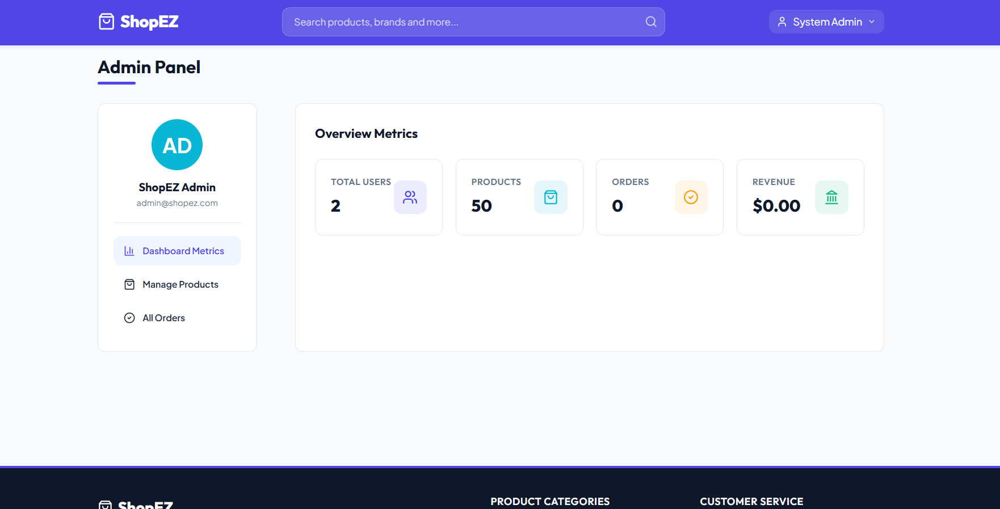 ShopEZ
Search products, brands and more...
System Admin
Admin Panel
AD
ShopEZ Admin
admin@shopez.com
Dashboard Metrics
Manage Products
All Orders
Overview Metrics
TOTAL USERS
2
PRODUCTS
50
ORDERS
0
REVENUE
$0.00
ShopEZ
PRODUCT CATEGORIES
CUSTOMER SERVICE